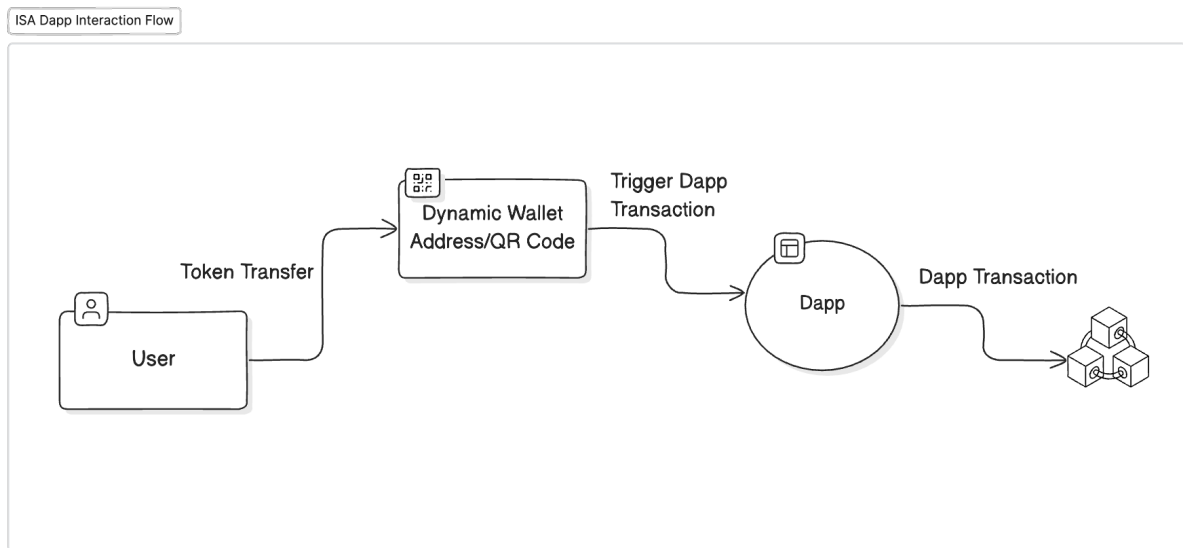 ISA Dapp Interaction Flow
Trigger Dapp
Transaction
Dynamic Wallet
Address/QR Code
Token Transfer
Dapp Transaction
Dapp
User